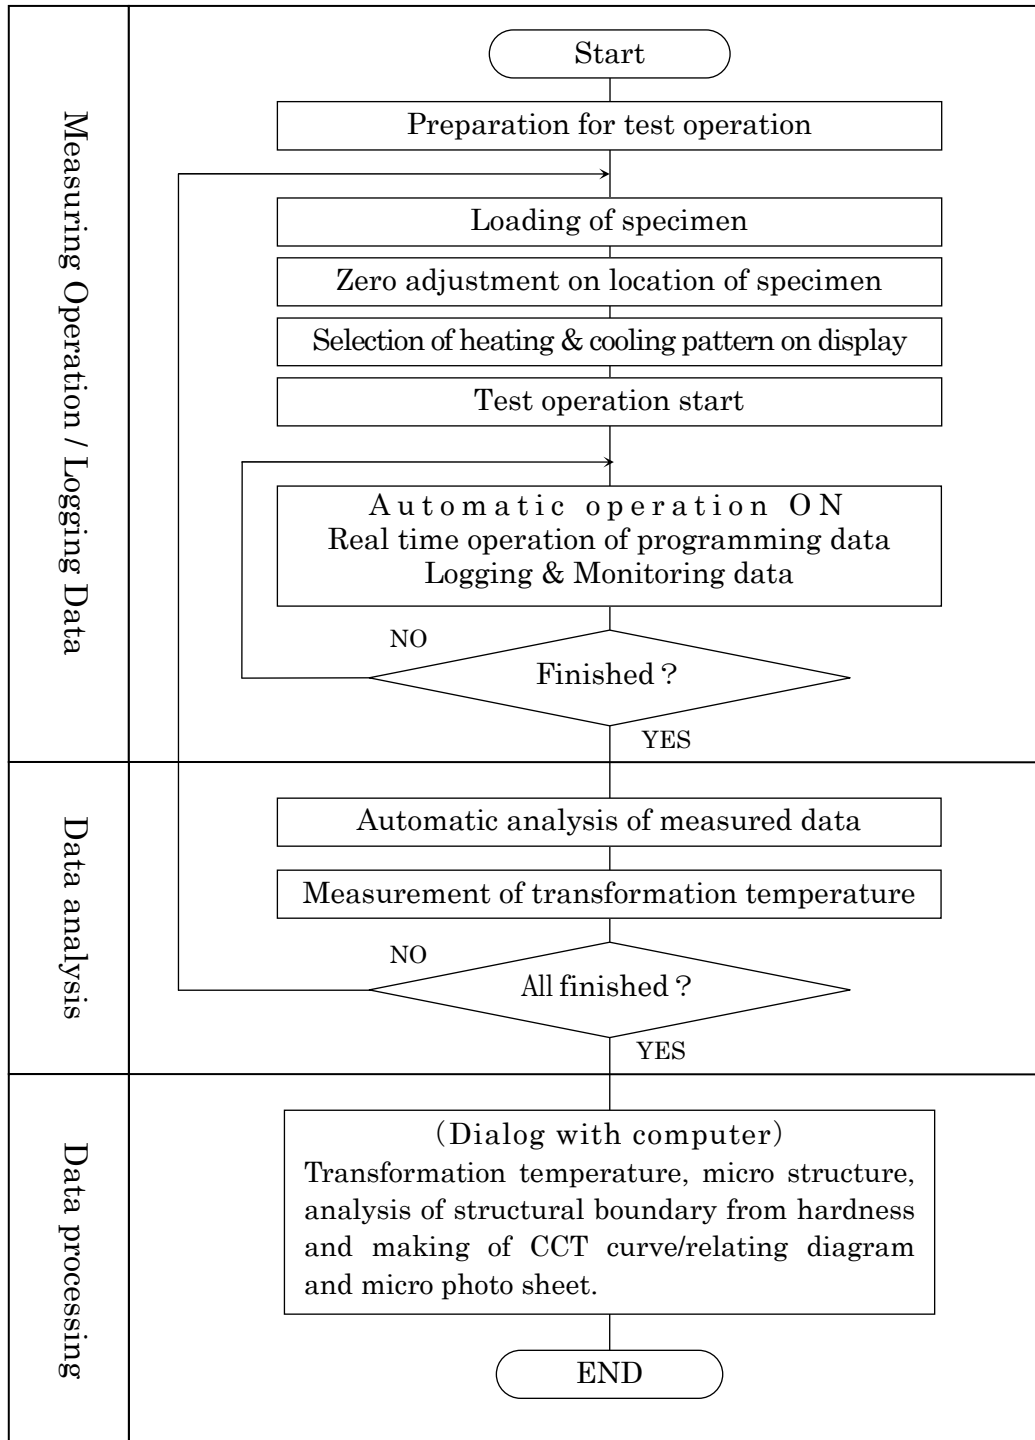 Measuring Operation / Logging Data
Start
Preparation for test operation
Loading of specimen
Zero adjustment on location of specimen
Selection of heating & cooling pattern on display
Test operation start
Automatic operation ON
Real time operation of programming data
Logging & Monitoring data
NO
Finished？
YES
Data analysis
Automatic analysis of measured data
Measurement of transformation temperature
NO
All finished？
YES
Data processing
（Dialog with computer）
Transformation temperature, micro structure,
analysis of structural boundary from hardness
and making of CCT curve/relating diagram
and micro photo sheet.
END